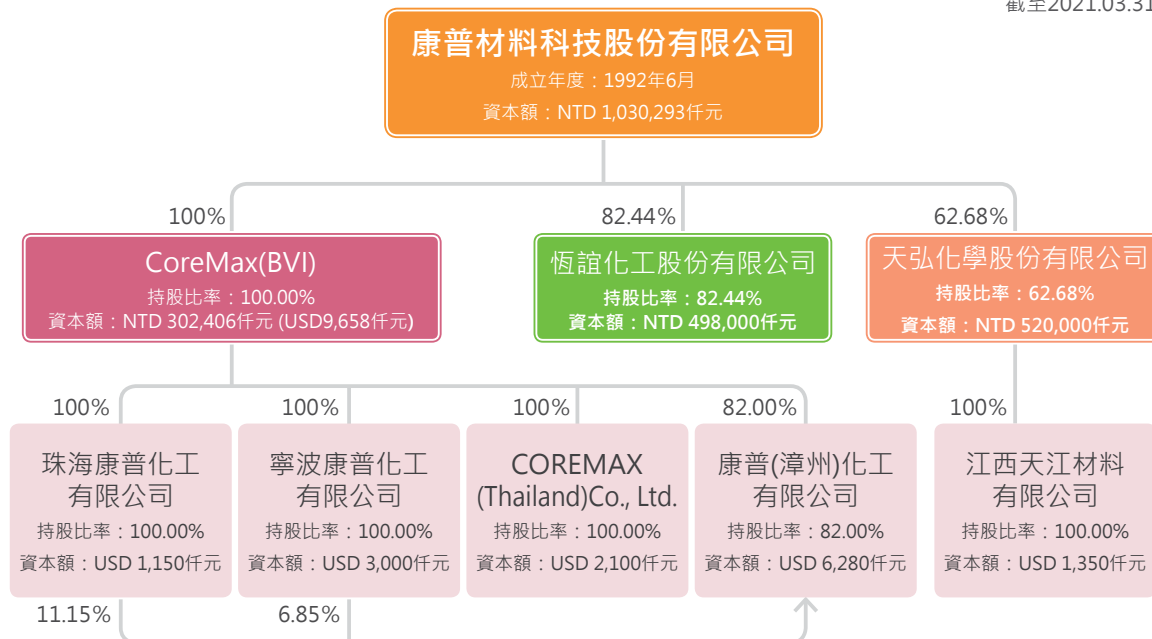 截至2021.03.31
康普材料科技股份有限公司
成立年度：1992年6月
資本額：NTD 1,030,293仟元
100%
82.44%
62.68%
CoreMax(BVI)
持股比率：100.00%
資本額：NTD 302,406仟元 (USD9,658仟元)
恆誼化工股份有限公司
持股比率：82.44%
資本額：NTD 498,000仟元
天弘化學股份有限公司
持股比率：62.68%
資本額：NTD 520,000仟元
100%
100%
100%
82.00%
100%
珠海康普化工
有限公司
持股比率：100.00%
資本額：USD 1,150仟元
寧波康普化工
有限公司
持股比率：100.00%
資本額：USD 3,000仟元
COREMAX
(Thailand)Co., Ltd.
持股比率：100.00%
資本額：USD 2,100仟元
康普(漳州)化工
有限公司
持股比率：82.00%
資本額：USD 6,280仟元
江西天江材料
有限公司
持股比率：100.00%
資本額：USD 1,350仟元
11.15%
6.85%